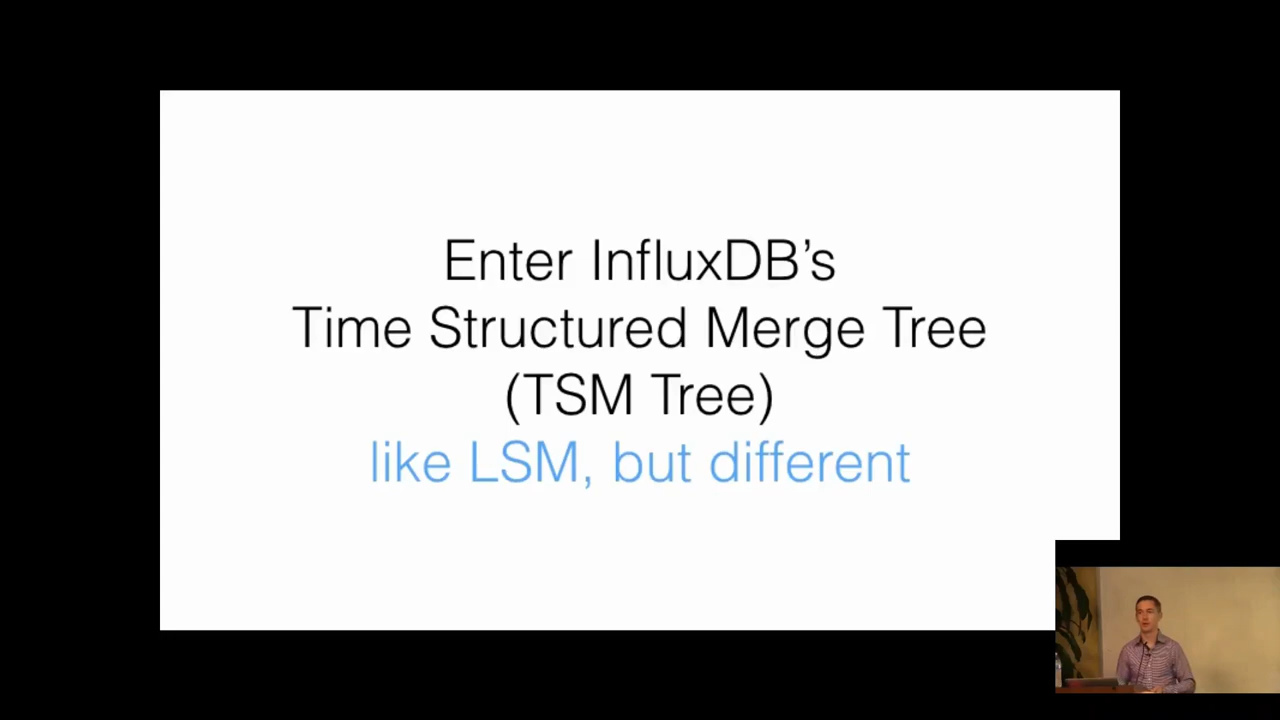 Enter InfluxDB’s
Time Structured Merge Tree
(TSM Tree)
like LSM, but different